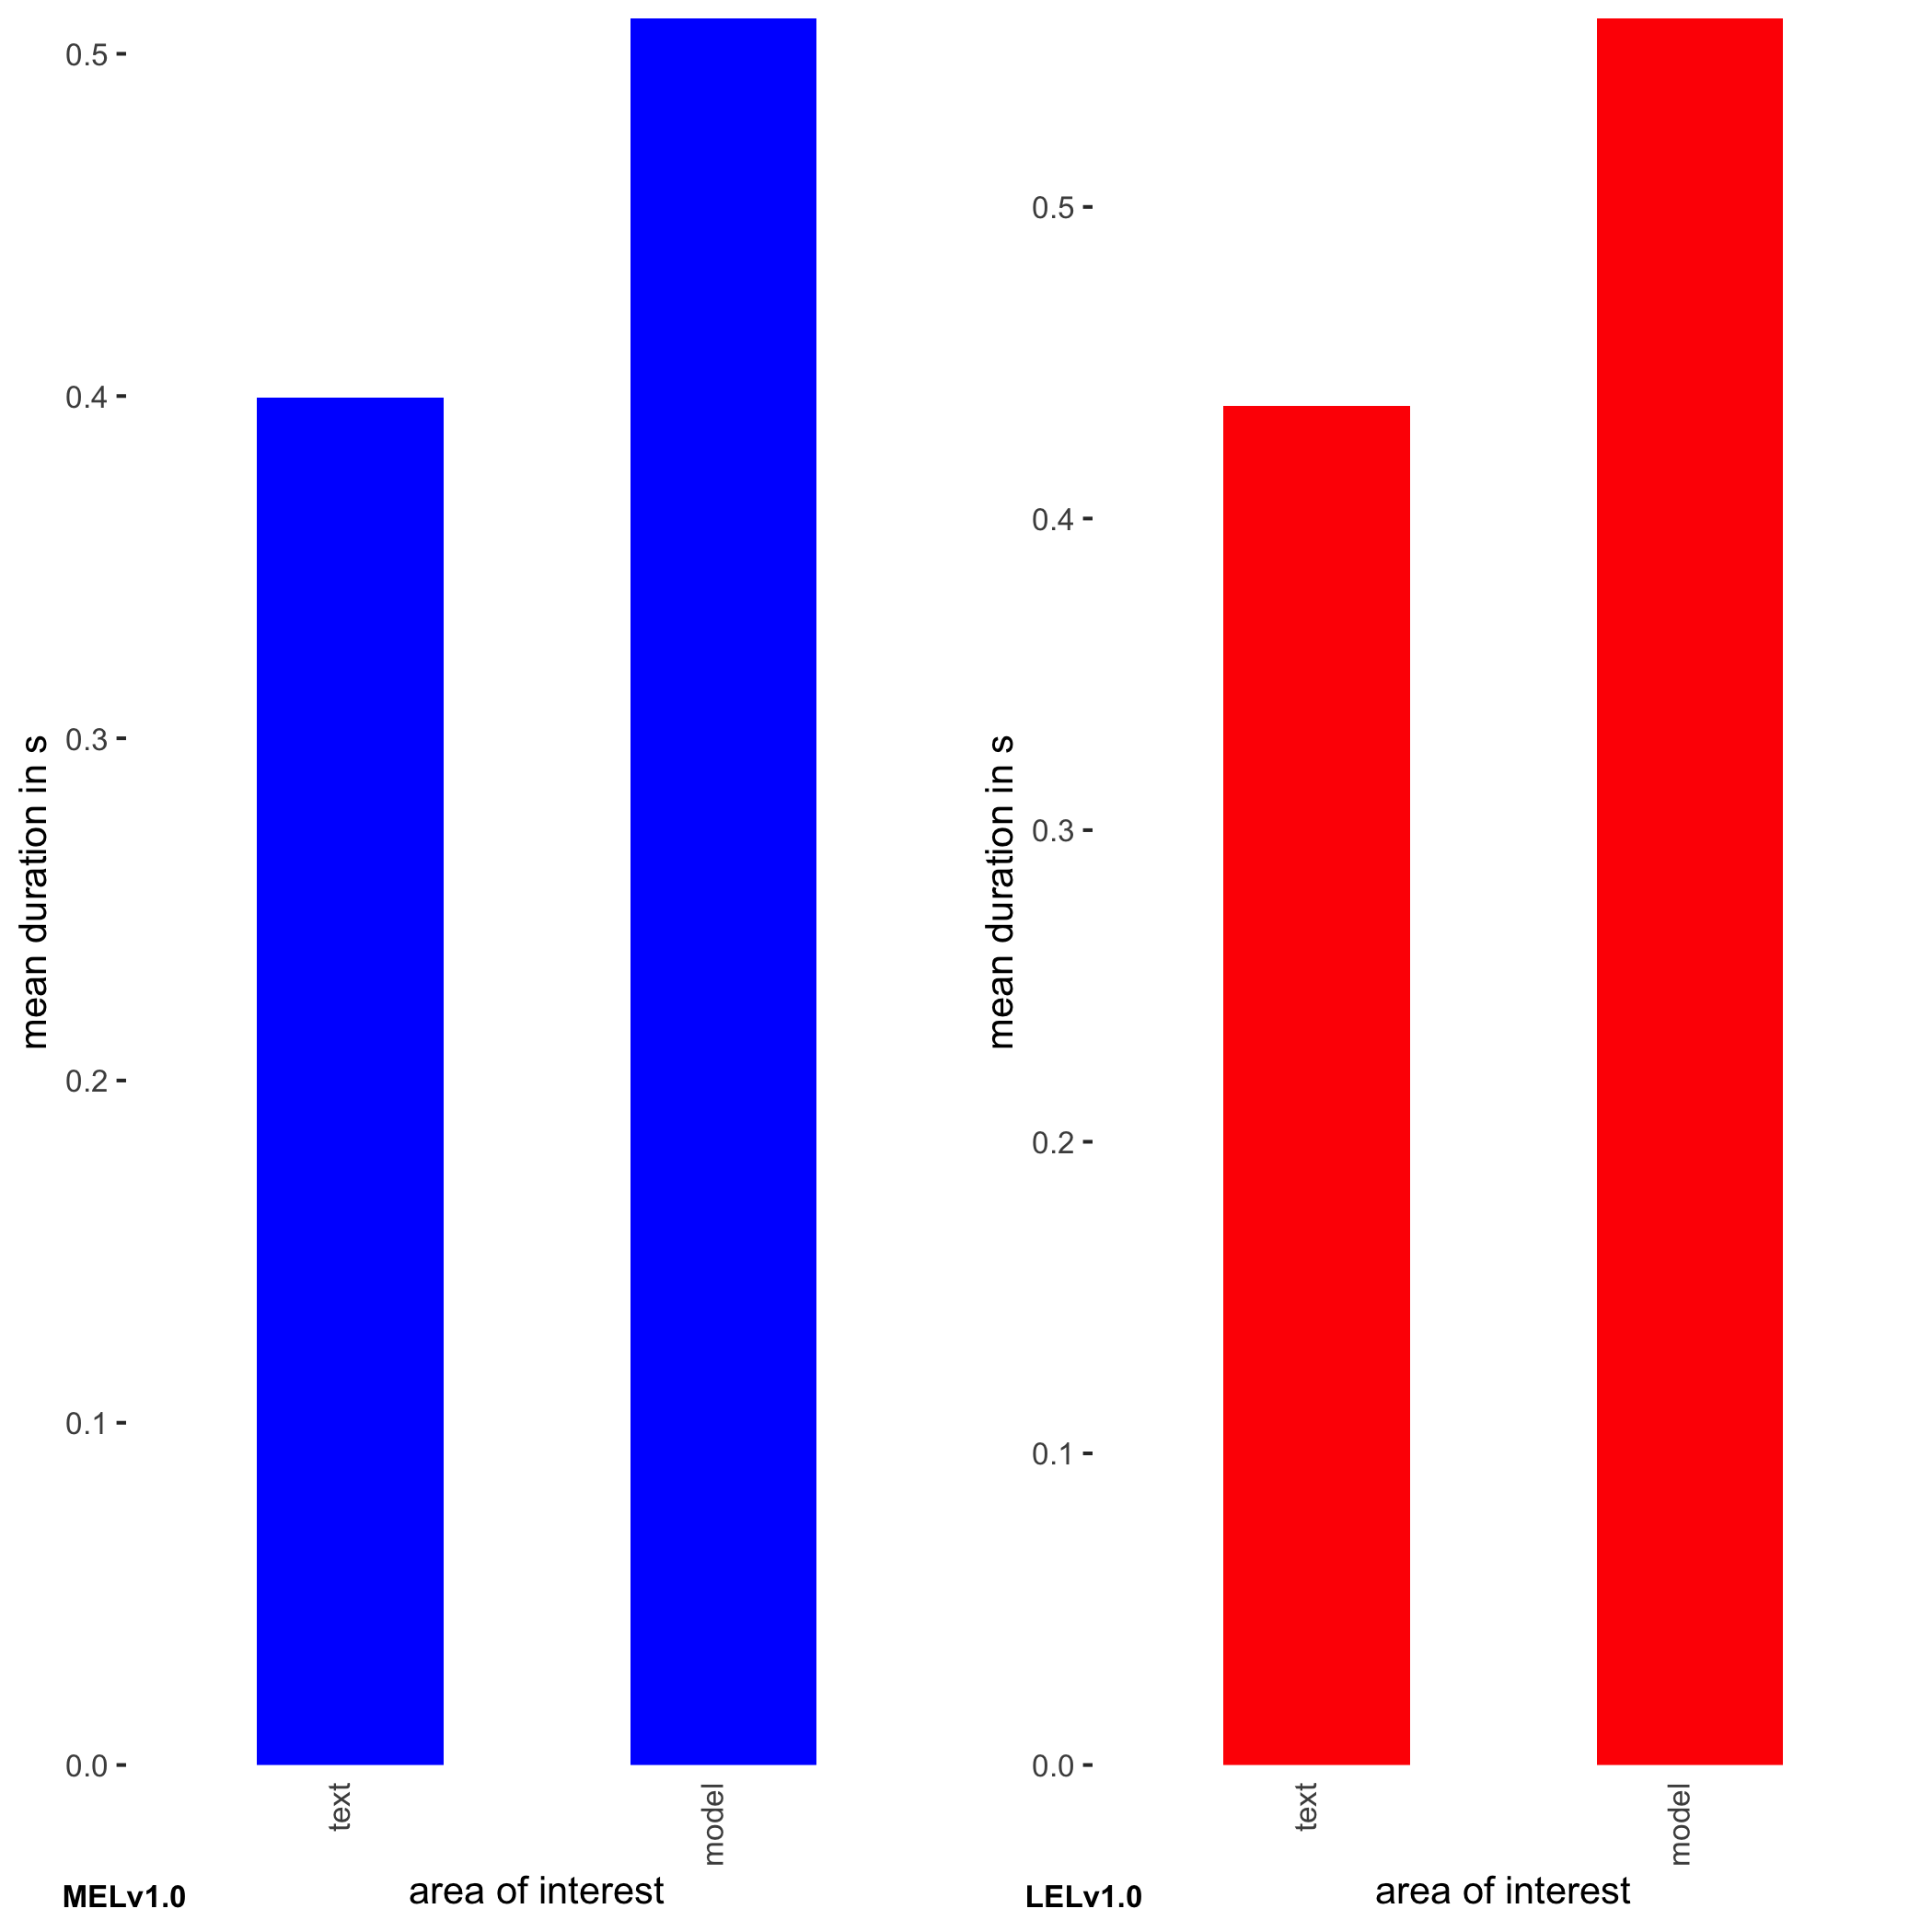 mean duration in s
0.5
0.4
0.3
0.2
0.1
0.0
text
model
area of interest
MELv1.0
mean duration in s
0.5
0.4
0.3
0.2
0.1
0.0
text
model
area of interest
LELv1.0